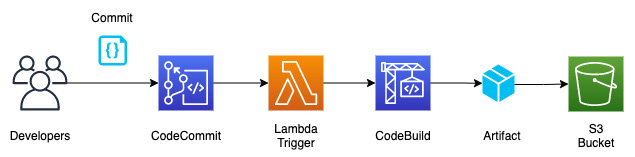 Commit
{}
</>
</>
Developers
CodeCommit
Lambda
Trigger
CodeBuild
Artifact
S3
Bucket